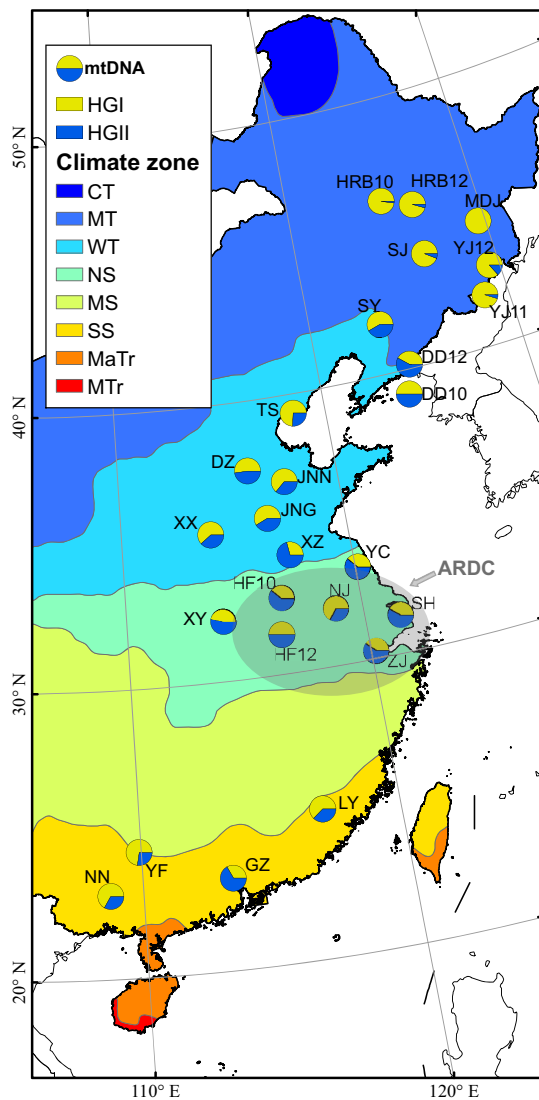 mtDNA
HGI
HGII
Climate zone
CT
MT
WT
NS
MS
SS
MaTr
MTr
50° N
40° N
30° N
20° N
110° E
120° E
HRB10
HRB12
MDJ
SJ
YJ12
YJ11
SY
DD12
DD10
TS
DZ
JNN
JNG
XX
XZ
YC
ARDC
HF10
NJ
SH
XY
HF12
ZJ
LY
YF
GZ
NN